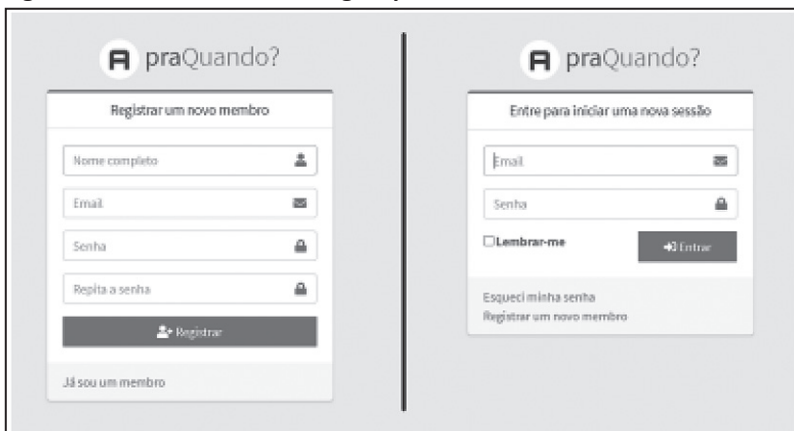 praQuando?
Registrar um novo membro
Nome completo
Email
Senha
Repita a senha
Registrar
Já sou um membro
praQuando?
Entre para iniciar uma nova sessão
Email
Senha
Lembrar-me
Entrar
Esqueci minha senha
Registrar um novo membro